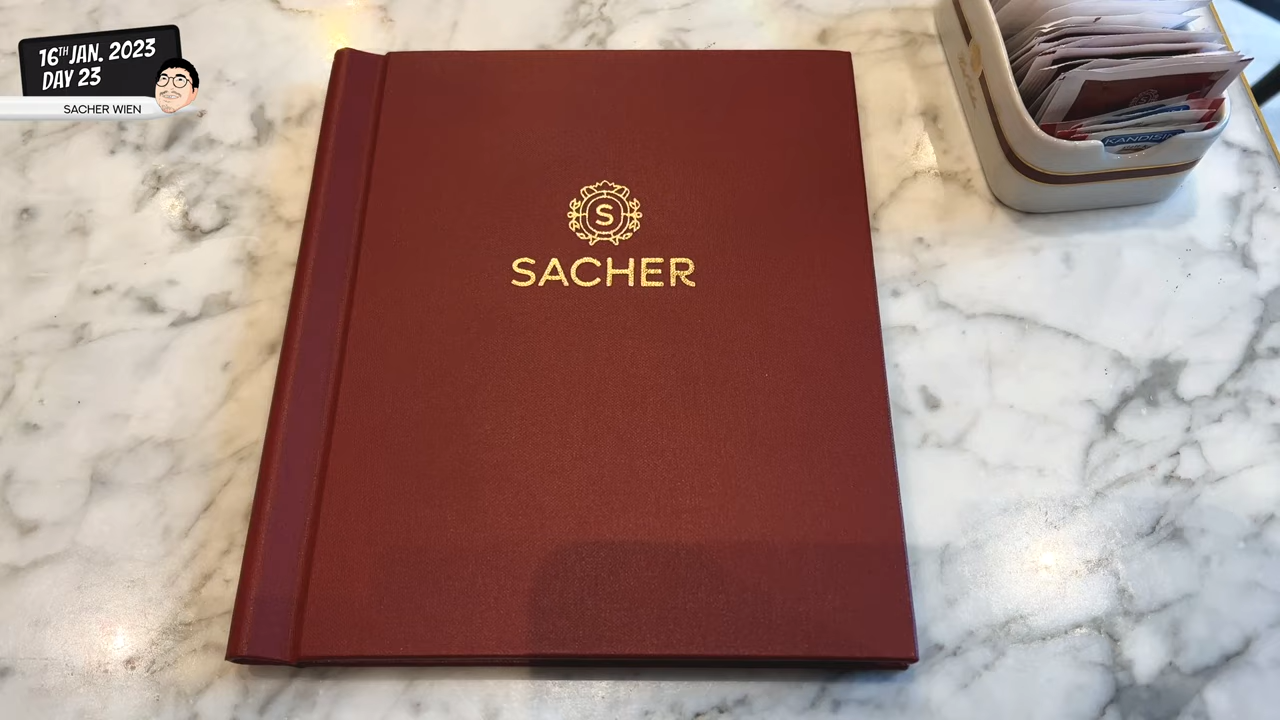 16TH JAN. 2023
DAY 23
SACHER WIEN
S
SACHER
KANDISIN